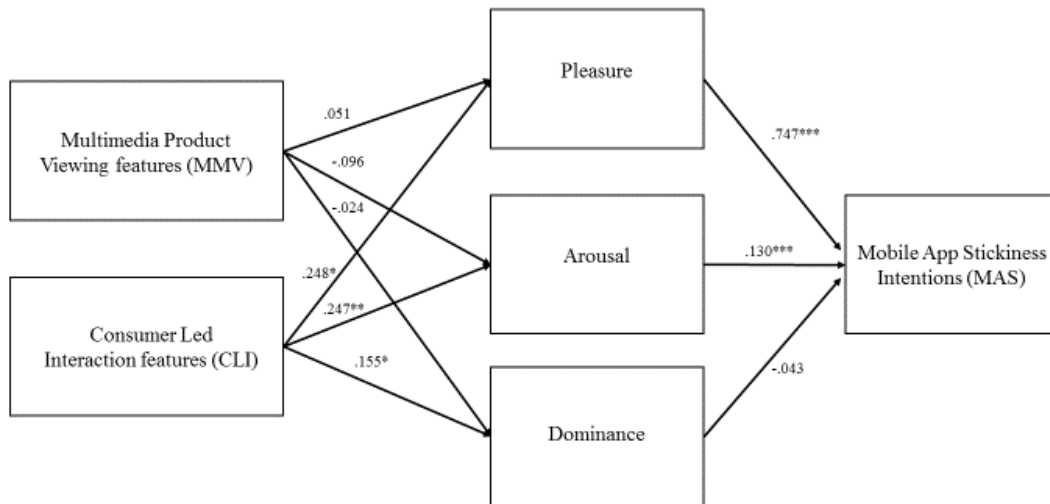 Pleasure
.051
.747***
Multimedia Product
Viewing features (MMV)
-.096
-.024
Arousal
.130***
Mobile App Stickiness
Intentions (MAS)
.248*
.247**
Consumer Led
Interaction features (CLI)
.155*
-.043
Dominance